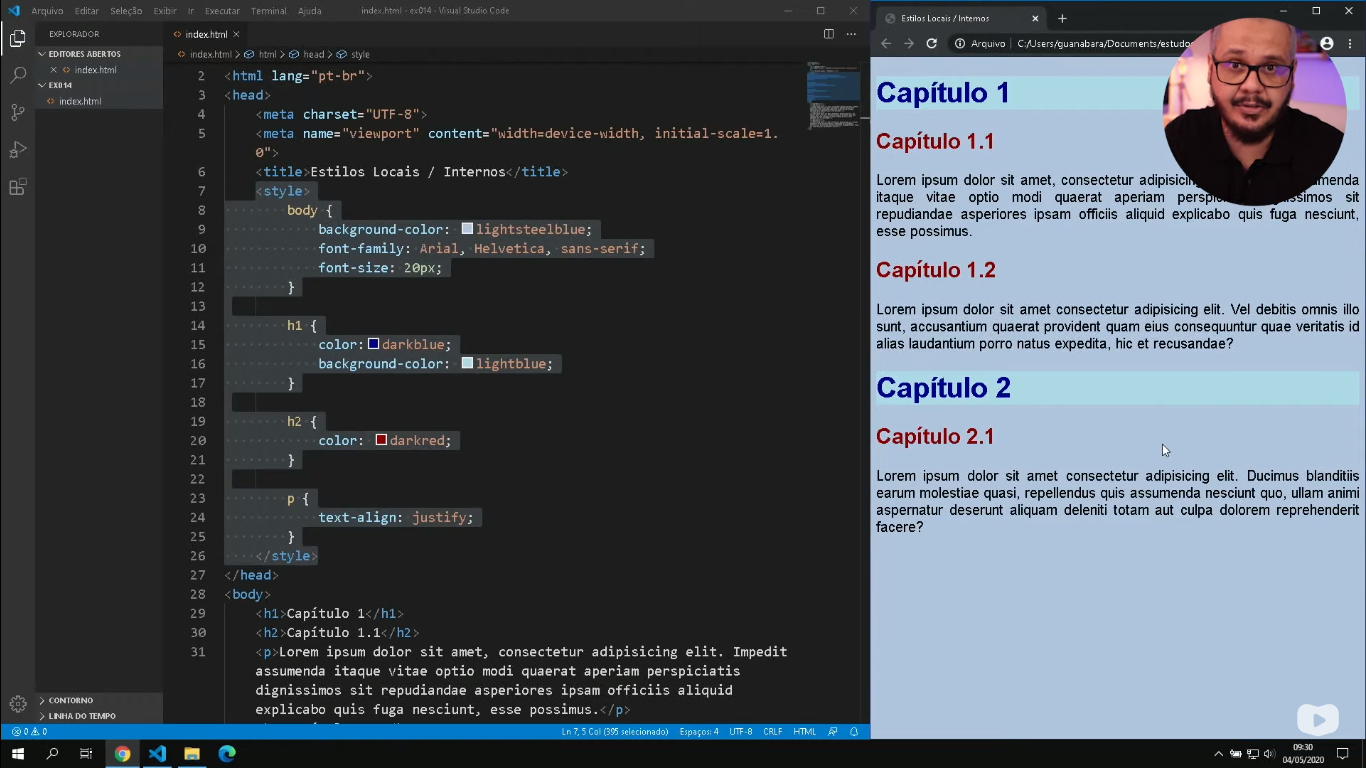 Arquivo Editar Seleção Exibir Ir Executar Terminal Ajuda
index.html - ex014 - Visual Studio Code
EXPLORADOR
EDITORES ABERTOS
index.html
EX014
index.html
CONTORNO
LINHA DO TEMPO
index.html
index.html > html > head > style
2 <html lang="pt-br">
3 <head>
4 <meta charset="UTF-8">
5 <meta name="viewport" content="width=device-width, initial-scale=1.
0">
6 <title>Estilos Locais / Internos</title>
7 <style>
8 body {
9 background-color: lightsteelblue;
10 font-family: Arial, Helvetica, sans-serif;
11 font-size: 20px;
12 }
13
14 h1 {
15 color: darkblue;
16 background-color: lightblue;
17 }
18
19 h2 {
20 color: darkred;
21 }
22
23 p {
24 text-align: justify;
25 }
26 </style>
27 </head>
28 <body>
29 <h1>Capítulo 1</h1>
30 <h2>Capítulo 1.1</h2>
31 <p>Lorem ipsum dolor sit amet, consectetur adipisicing elit. Impedit
assumenda itaque vitae optio modi quaerat aperiam perspiciatis
dignissimos sit repudiandae asperiores ipsam officiis aliquid
explicabo quis fuga nesciunt, esse possimus.</p>
0 0
Ln 7, 5 Col (395 selecionado) Espaços: 4 UTF-8 CRLF HTML
Estilos Locais / Internos
Arquivo C:/Users/guanabara/Documents/estudo
Capítulo 1
Capítulo 1.1
Lorem ipsum dolor sit amet, consectetur adipisicing
itaque vitae optio modi quaerat aperiam sit
repudiandae asperiores ipsam officiis aliquid explicabo quis fuga nesciunt,
esse possimus.
Capítulo 1.2
Lorem ipsum dolor sit amet consectetur adipisicing elit. Vel debitis omnis illo
sunt, accusantium quaerat provident quam eius consequuntur quae veritatis id
alias laudantium porro natus expedita, hic et recusandae?
Capítulo 2
Capítulo 2.1
Lorem ipsum dolor sit amet consectetur adipisicing elit. Ducimus blanditiis
earum molestiae quasi, repellendus quis assumenda nesciunt quo, ullam animi
aspernatur deserunt aliquam deleniti totam aut culpa dolorem reprehenderit
facere?
09:30
04/05/2020